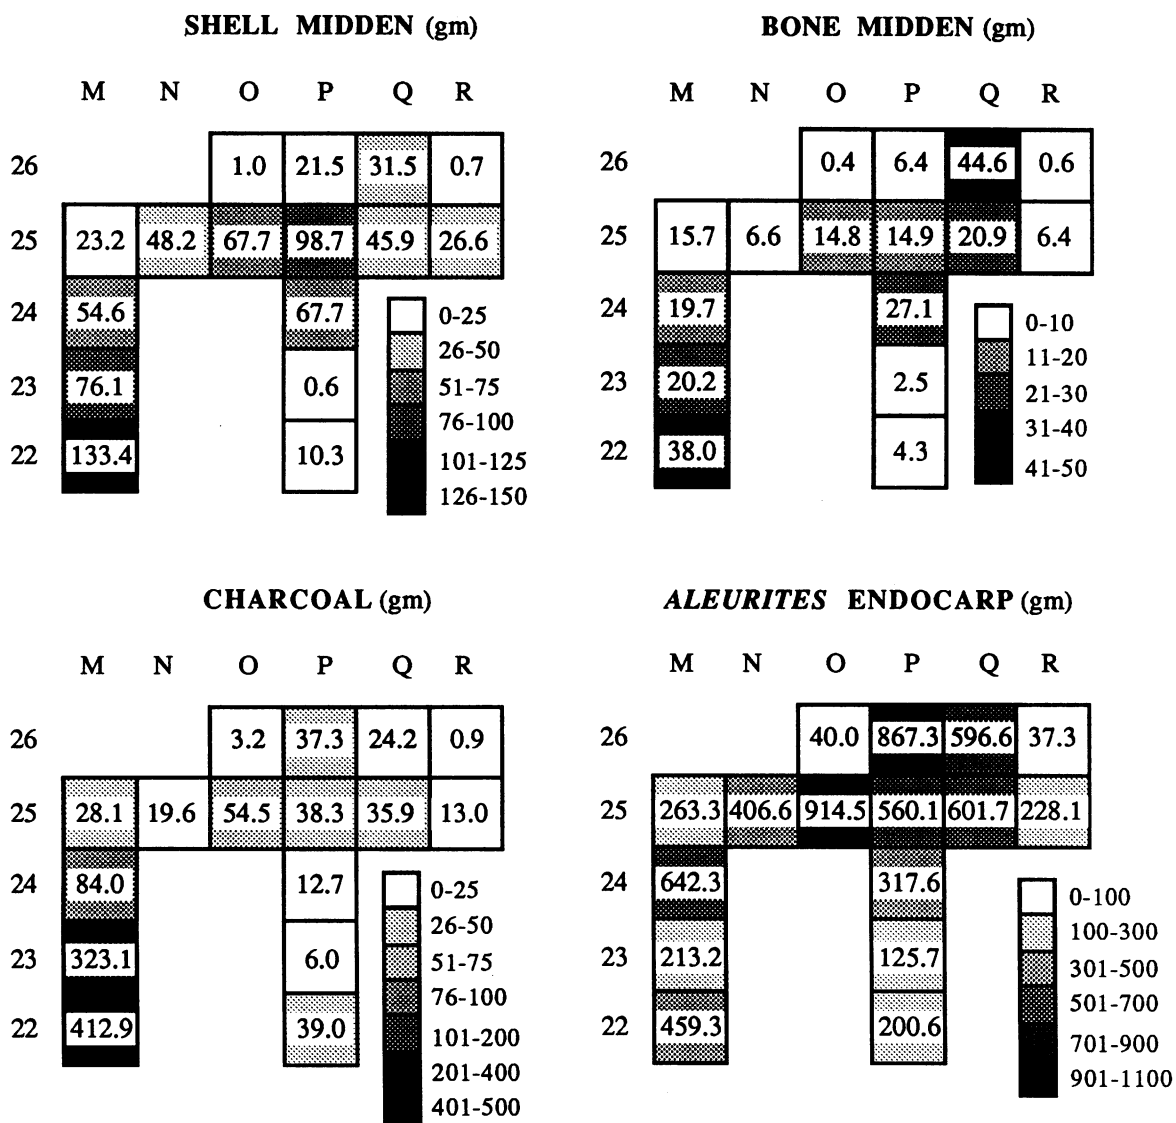 SHELL MIDDEN (gm)
M N O P Q R
26 1.0 21.5 31.5 0.7
25 23.2 48.2 67.7 98.7 45.9 26.6
24 54.6 67.7
23 76.1 0.6
22 133.4 10.3
0-25
26-50
51-75
76-100
101-125
126-150
BONE MIDDEN (gm)
M N O P Q R
26 0.4 6.4 44.6 0.6
25 15.7 6.6 14.8 14.9 20.9 6.4
24 19.7 27.1
23 20.2 2.5
22 38.0 4.3
0-10
11-20
21-30
31-40
41-50
CHARCOAL (gm)
M N O P Q R
26 3.2 37.3 24.2 0.9
25 28.1 19.6 54.5 38.3 35.9 13.0
24 84.0 12.7
23 323.1 6.0
22 412.9 39.0
0-25
26-50
51-75
76-100
101-200
201-400
401-500
ALEURITES ENDOCARP (gm)
M N O P Q R
26 40.0 867.3 596.6 37.3
25 263.3 406.6 914.5 560.1 601.7 228.1
24 642.3 317.6
23 213.2 125.7
22 459.3 200.6
0-100
100-300
301-500
501-700
701-900
901-1100